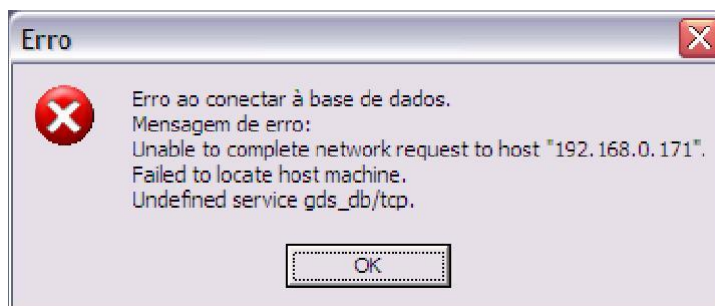 Erro
Erro ao conectar à base de dados.
Mensagem de erro:
Unable to complete network request to host "192.168.0.171".
Failed to locate host machine.
Undefined service gds_db/tcp.
OK